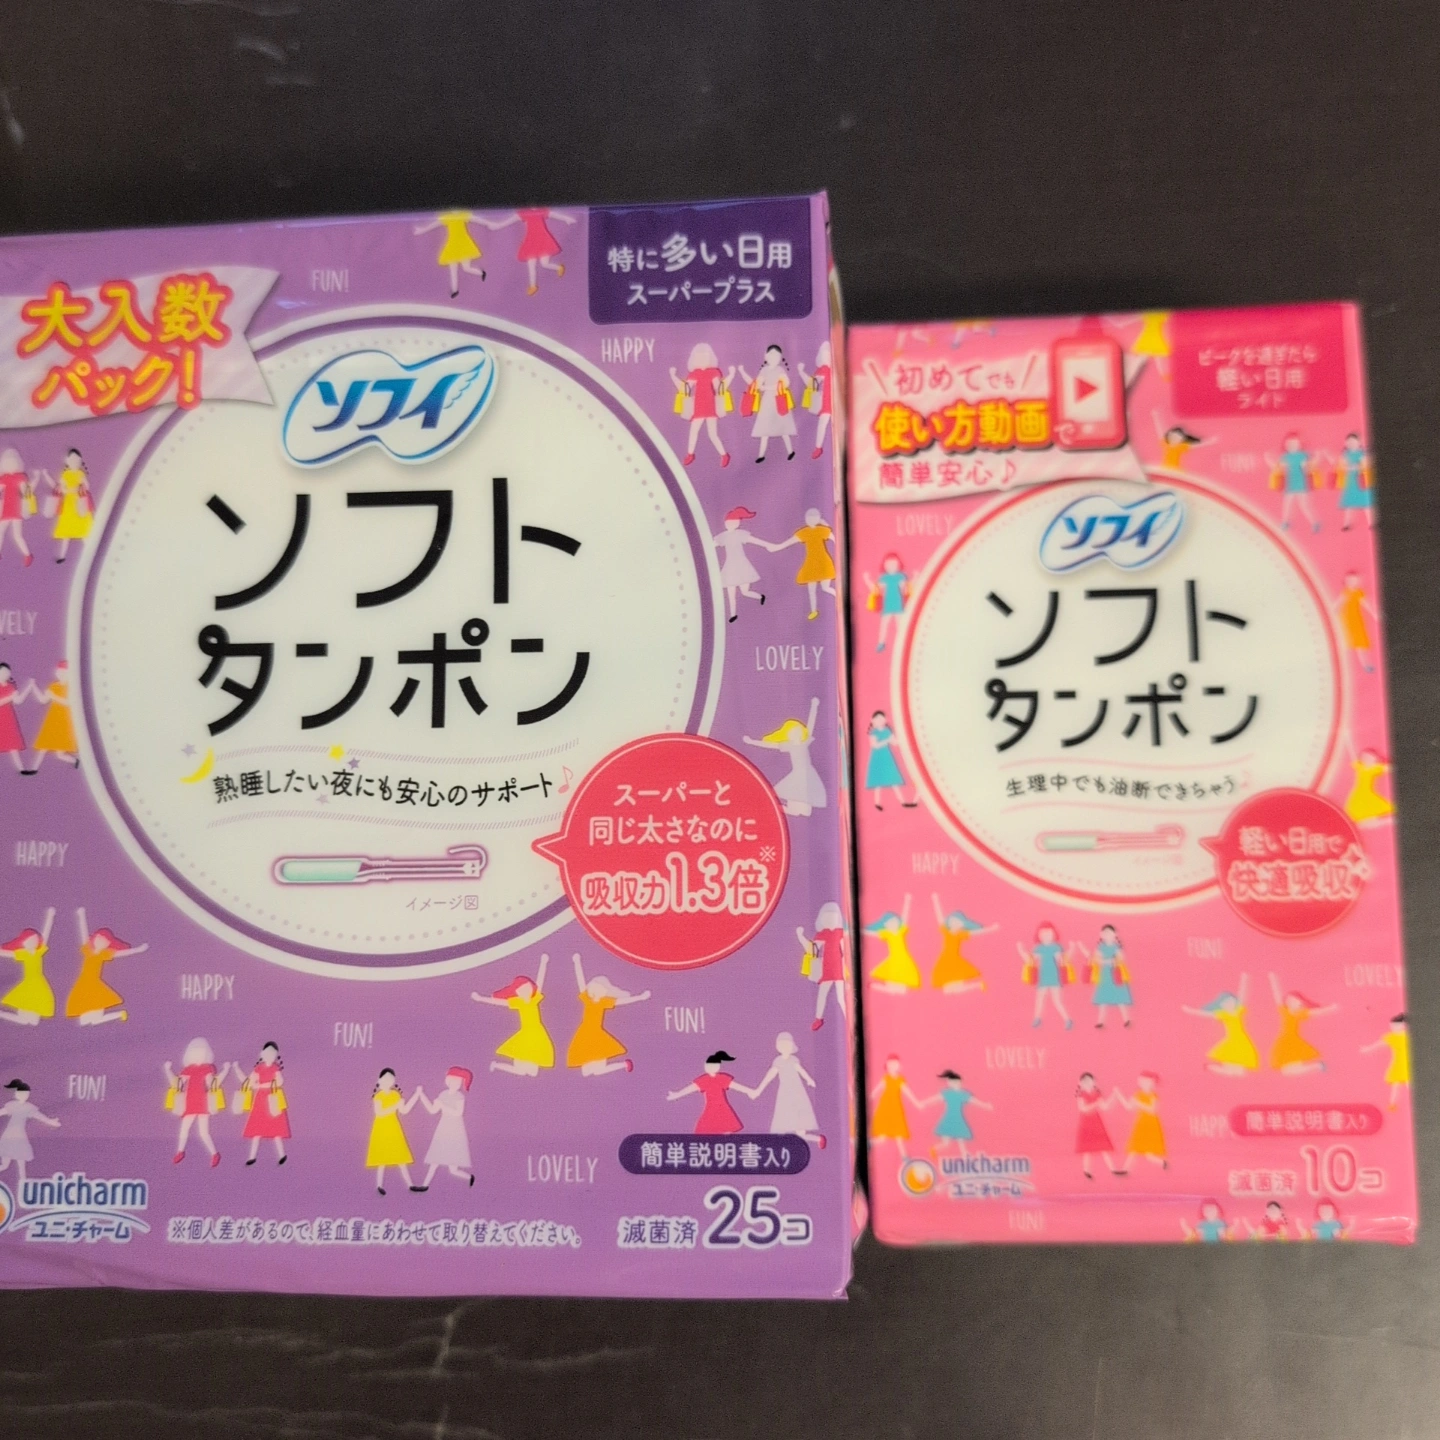 大入数
パック!
特に多い日用
スーパープラス
ソフィ
ソフト
タンポン
熟睡したい夜にも安心のサポート♪
イメージ図
スーパーと
同じ太さなのに
吸収力1.3倍※
FUN!
HAPPY
LOVELY
HAPPY
HAPPY
FUN!
FUN!
FUN!
LOVELY
簡単説明書入り
unicharm
ユニ・チャーム
※個人差があるので、経血量にあわせて取り替えてください。
滅菌済 25コ
\初めてでも/
使い方動画で
簡単安心♪
ピークを過ぎたら
軽い日用
ライト
ソフィ
ソフト
タンポン
生理中でも油断できちゃう♪
イメージ図
軽い日用で
快適吸収
FUN!
LOVELY
HAPPY
FUN!
LOVELY
LOVELY
簡単説明書入り
unicharm
ユニ・チャーム
滅菌済 10コ
FUN!